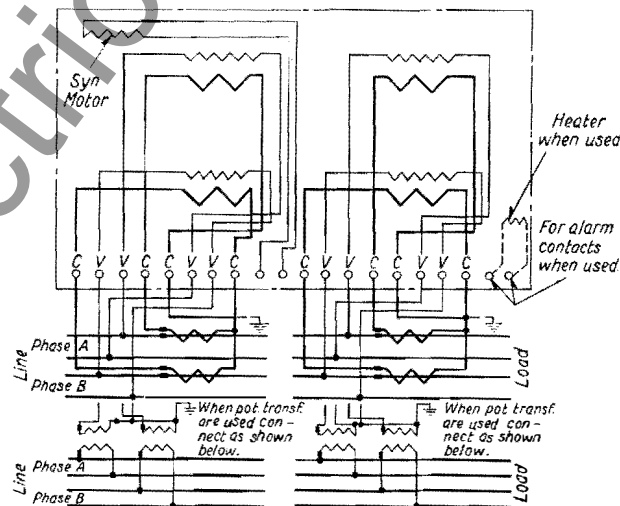 Syn
Motor
Heater
when used
For alarm
contacts
when used
C V V C C V V C
C V V C C V V C
Line
Phase A
Phase B
Load
When pot transf.
are used con-
nect as shown
below.
When pot transf.
are used con-
nect as shown
below.
Line
Phase A
Phase B
Load